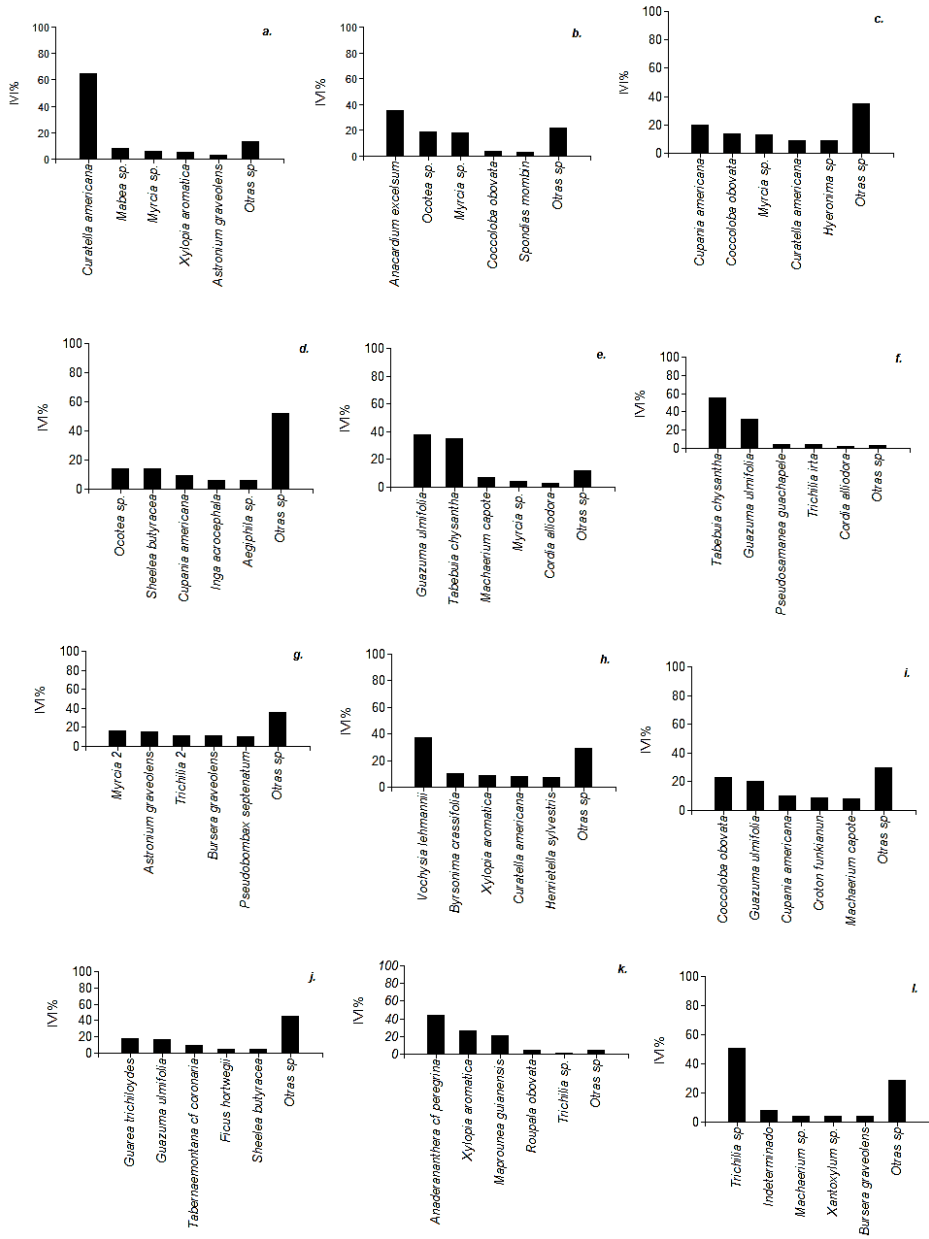 a.
IVI%
100
80
60
40
20
0
Curatella americana
Mabea sp.
Myrcia sp.
Xylopia aromatica
Astronium graveolens
Otras sp
b.
IVI%
100
80
60
40
20
0
Anacardium excelsum
Ocotea sp.
Myrcia sp.
Coccoloba obovata
Spondias mombin
Otras sp
c.
IVI%
100
80
60
40
20
0
Cupania americana
Coccoloba obovata
Myrcia sp.
Curatella americana
Hyeronima sp
Otras sp
d.
IVI%
100
80
60
40
20
0
Ocotea sp.
Sheelea butyracea
Cupania americana
Inga acrocephala
Aegiphila sp.
Otras sp
e.
IVI%
100
80
60
40
20
0
Guazuma ulmifolia
Tabebuia chysantha
Machaerium capote
Myrcia sp.
Cordia alliodora
Otras sp
f.
IVI%
100
80
60
40
20
0
Tabebuia chysantha
Guazuma ulmifolia
Pseudosamanea guachapele
Trichilia irta
Cordia alliodora
Otras sp
g.
IVI%
100
80
60
40
20
0
Myrcia 2
Astronium graveolens
Trichilia 2
Bursera graveolens
Pseudobombax septenatum
Otras sp
h.
IVI%
100
80
60
40
20
0
Vochysia lehmannii
Byrsonima crassifolia
Xylopia aromatica
Curatella americana
Henrietella sylvestris
Otras sp
i.
IVI%
100
80
60
40
20
0
Coccoloba obovata
Guazuma ulmifolia
Cupania americana
Croton funkianun
Machaerium capote
Otras sp
j.
IVI%
100
80
60
40
20
0
Guarea trichiloydes
Guazuma ulmifolia
Tabernaemontana cf coronaria
Ficus hortwegii
Sheelea butyracea
Otras sp
k.
IVI%
100
80
60
40
20
0
Anaderananthera cf peregrina
Xylopia aromatica
Maprounea guianensis
Roupala obovata
Trichilia sp.
Otras sp
l.
IVI%
100
80
60
40
20
0
Trichilia sp
Indeterminado
Machaerium sp.
Xantoxylum sp.
Bursera graveolens
Otras sp